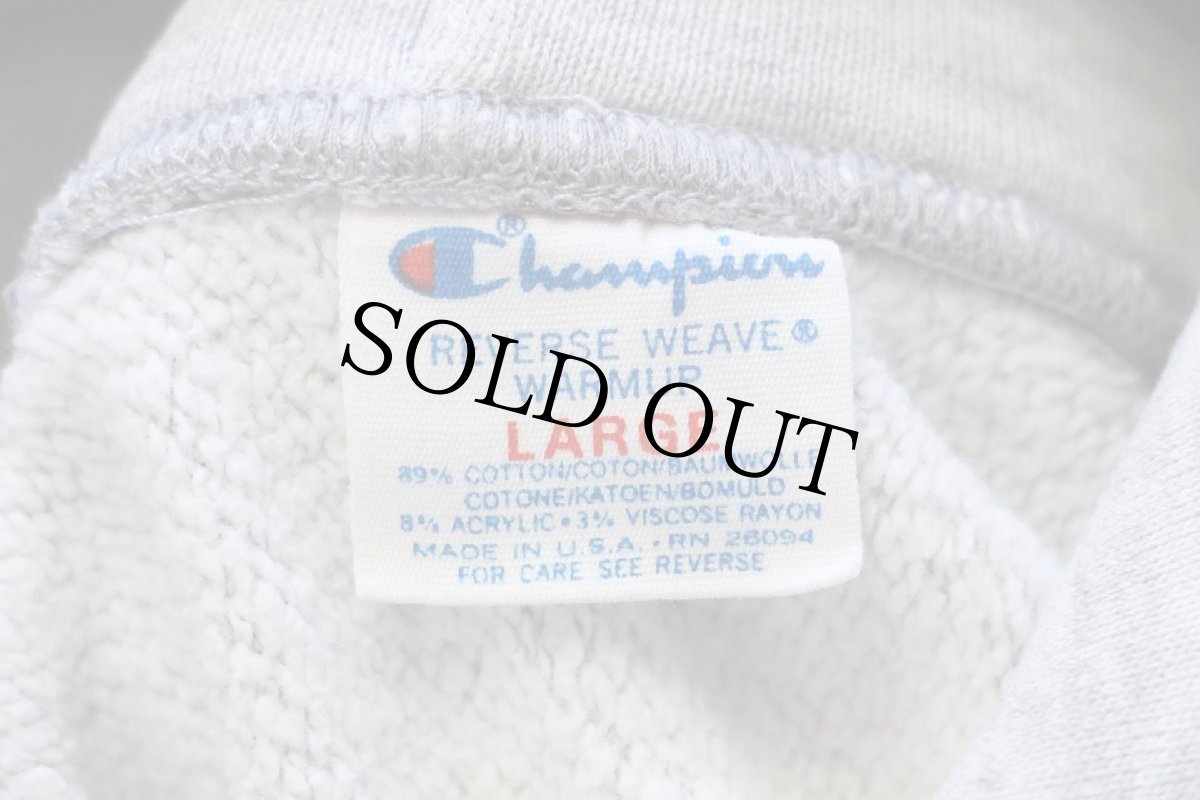 Champion®
REVERSE WEAVE®
WARMUP
LARGE
SOLD OUT
89% COTTON/COTON/BAUMWOLLE
COTONE/KATOEN/BOMULD
8% ACRYLIC • 3% VISCOSE RAYON
MADE IN U.S.A. • RN 26094
FOR CARE SEE REVERSE